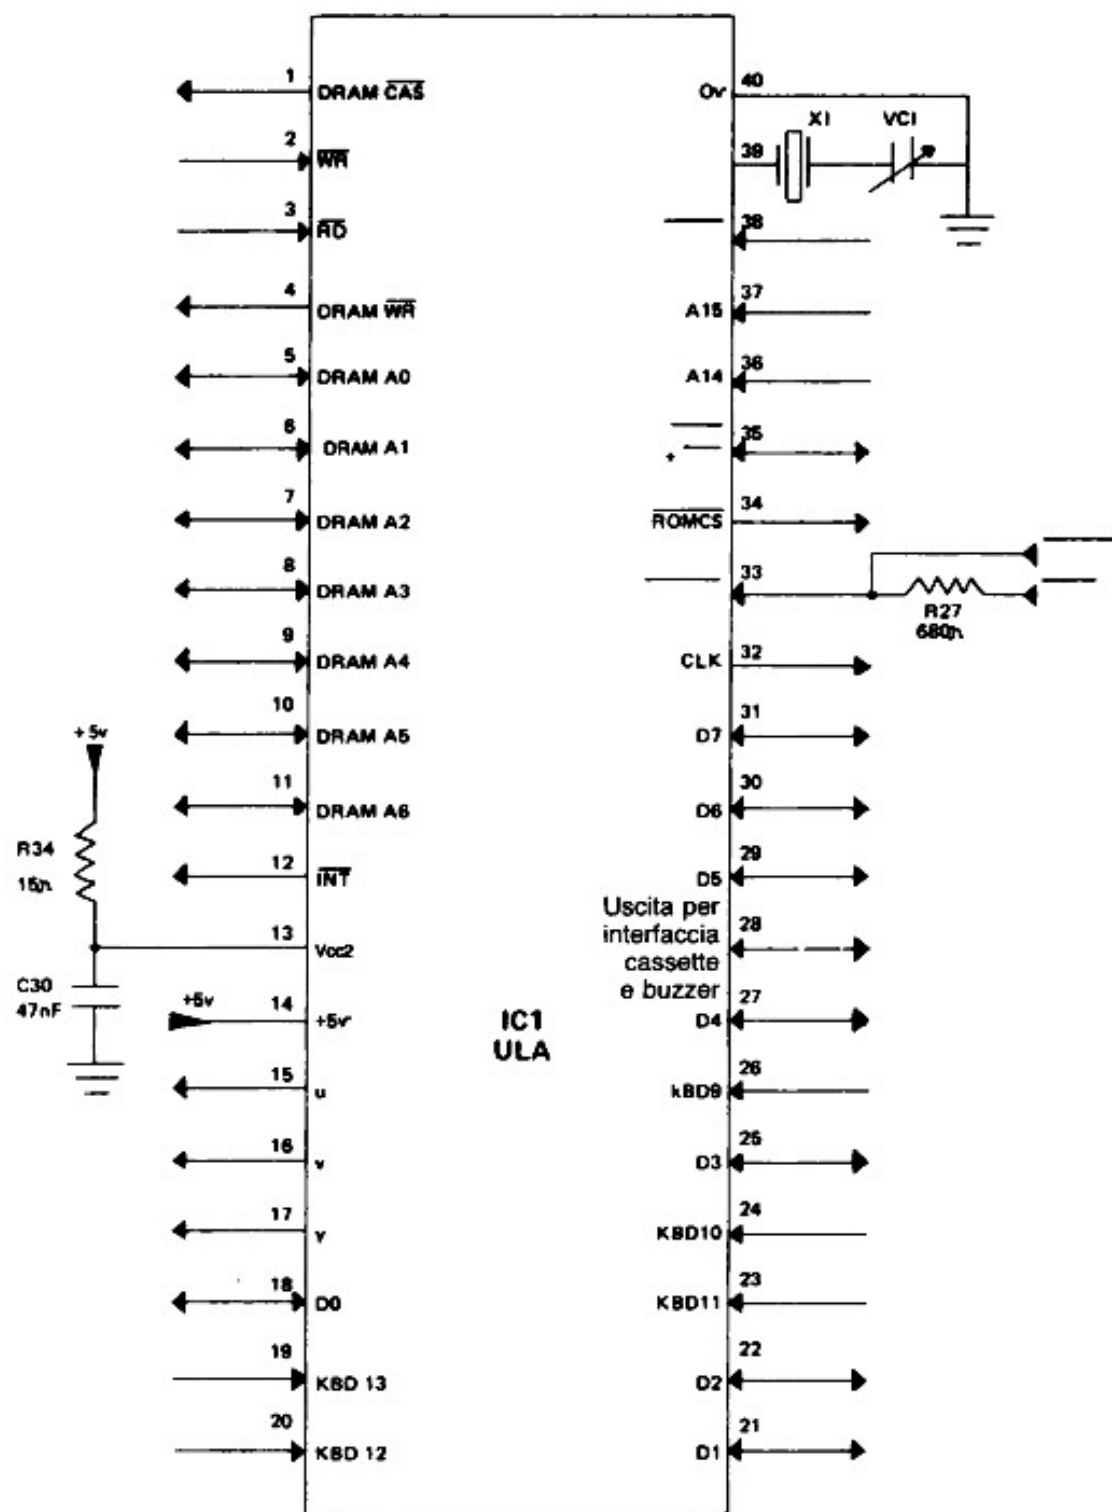 1 DRAM CAS
2 WR
3 RD
4 DRAM WR
5 DRAM A0
6 DRAM A1
7 DRAM A2
8 DRAM A3
9 DRAM A4
10 DRAM A5
11 DRAM A6
12 INT
13 Vcc2
14 +5v
15 u
16 v
17 y
18 D0
19 KBD 13
20 KBD 12
+5v
R34
15Ω
C30
47nF
+5v
IC1
ULA
0v 40
X1 VC1
39
38
A15 37
A14 36
+ 35
ROMCS 34
33
R27
680Ω
CLK 32
D7 31
D6 30
D5 29
Uscita per
interfaccia
cassette
e buzzer
28
D4 27
kBD9 26
D3 25
KBD10 24
KBD11 23
D2 22
D1 21